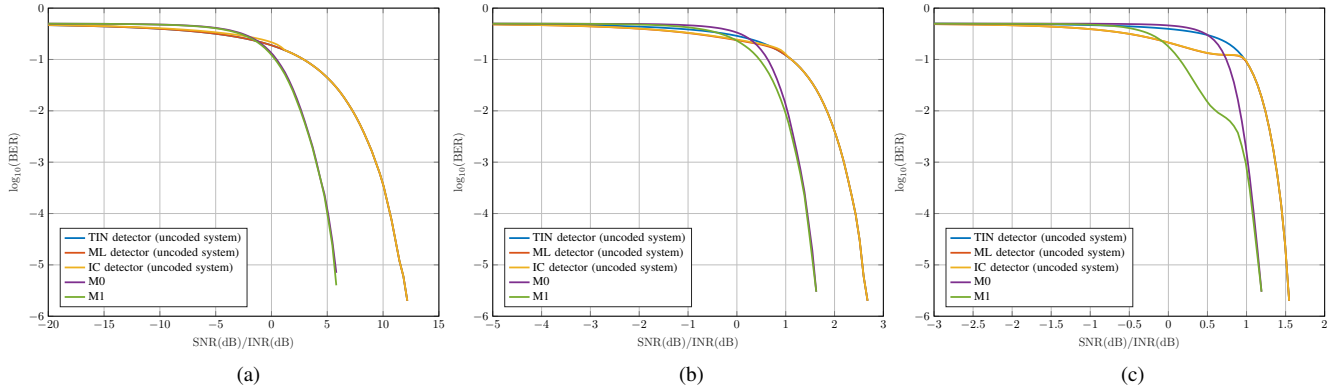 0
−1
−2
−3
−4
−5
−6
log10(BER)
TIN detector (uncoded system)
ML detector (uncoded system)
IC detector (uncoded system)
M0
M1
−20 −15 −10 −5 0 5 10 15
SNR(dB)/INR(dB)
(a)
0
−1
−2
−3
−4
−5
−6
log10(BER)
TIN detector (uncoded system)
ML detector (uncoded system)
IC detector (uncoded system)
M0
M1
−5 −4 −3 −2 −1 0 1 2 3
SNR(dB)/INR(dB)
(b)
0
−1
−2
−3
−4
−5
−6
log10(BER)
TIN detector (uncoded system)
ML detector (uncoded system)
IC detector (uncoded system)
M0
M1
−3 −2.5 −2 −1.5 −1 −0.5 0 0.5 1 1.5 2
SNR(dB)/INR(dB)
(c)